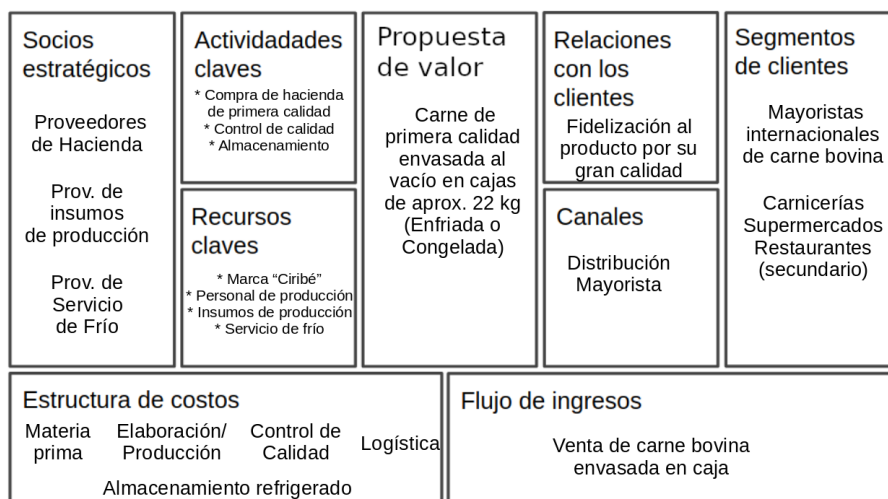 Socios
estratégicos
Proveedores
de Hacienda
Prov. de
insumos
de producción
Prov. de
Servicio
de Frío
Actividadades
claves
* Compra de hacienda
de primera calidad
* Control de calidad
* Almacenamiento
Recursos
claves
* Marca “Ciribé”
* Personal de producción
* Insumos de producción
* Servicio de frío
Propuesta
de valor
Carne de
primera calidad
envasada al
vacío en cajas
de aprox. 22 kg
(Enfriada o
Congelada)
Relaciones
con los
clientes
Fidelización al
producto por su
gran calidad
Canales
Distribución
Mayorista
Segmentos
de clientes
Mayoristas
internacionales
de carne bovina
Carnicerías
Supermercados
Restaurantes
(secundario)
Estructura de costos
Materia
prima
Elaboración/
Producción
Control de
Calidad
Logística
Almacenamiento refrigerado
Flujo de ingresos
Venta de carne bovina
envasada en caja